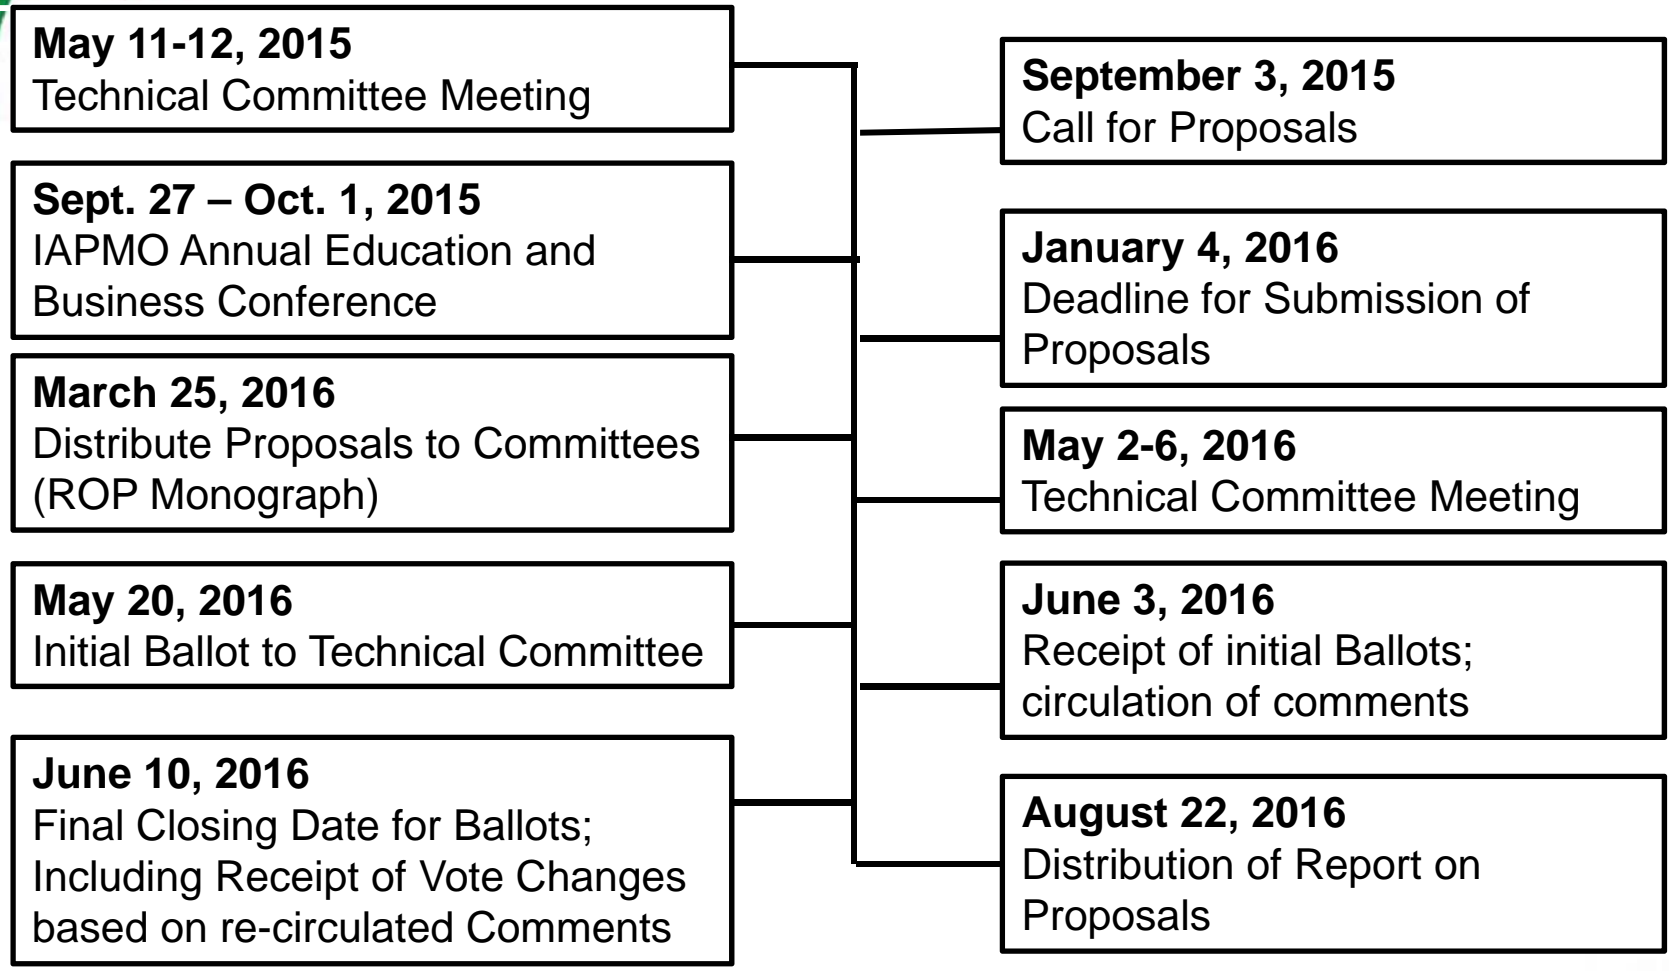 May 11-12, 2015
Technical Committee Meeting
September 3, 2015
Call for Proposals
Sept. 27 – Oct. 1, 2015
IAPMO Annual Education and
Business Conference
January 4, 2016
Deadline for Submission of
Proposals
March 25, 2016
Distribute Proposals to Committees
(ROP Monograph)
May 2-6, 2016
Technical Committee Meeting
May 20, 2016
Initial Ballot to Technical Committee
June 3, 2016
Receipt of initial Ballots;
circulation of comments
June 10, 2016
Final Closing Date for Ballots;
Including Receipt of Vote Changes
based on re-circulated Comments
August 22, 2016
Distribution of Report on
Proposals